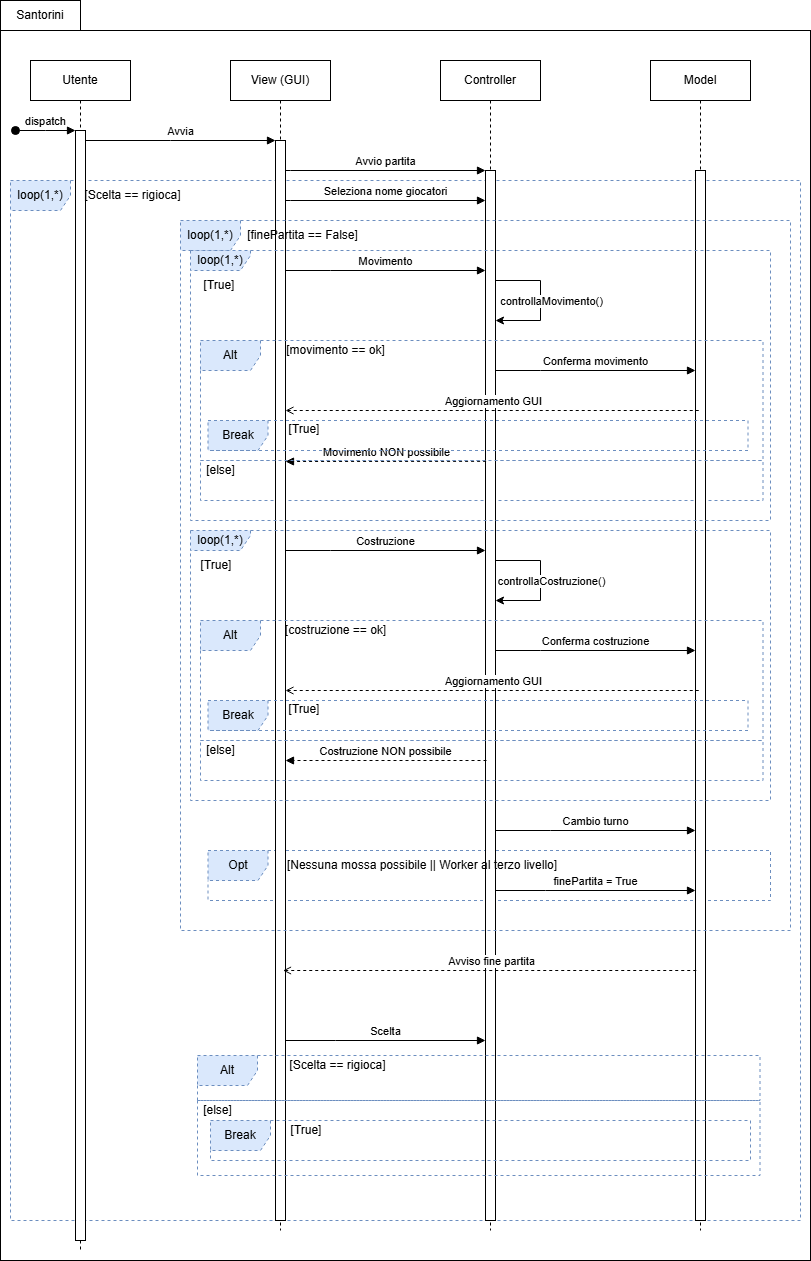 Santorini
Utente
View (GUI)
Controller
Model
dispatch
Avvia
Avvio partita
loop(1,*)
[Scelta == rigioca]
Seleziona nome giocatori
loop(1,*)
[finePartita == False]
loop(1,*)
Movimento
[True]
controllaMovimento()
Alt
[movimento == ok]
Conferma movimento
Aggiornamento GUI
Break
[True]
Movimento NON possibile
[else]
loop(1,*)
Costruzione
[True]
controllaCostruzione()
Alt
[costruzione == ok]
Conferma costruzione
Aggiornamento GUI
Break
[True]
[else]
Costruzione NON possibile
Cambio turno
Opt
[Nessuna mossa possibile || Worker al terzo livello]
finePartita = True
Avviso fine partita
Scelta
Alt
[Scelta == rigioca]
[else]
Break
[True]